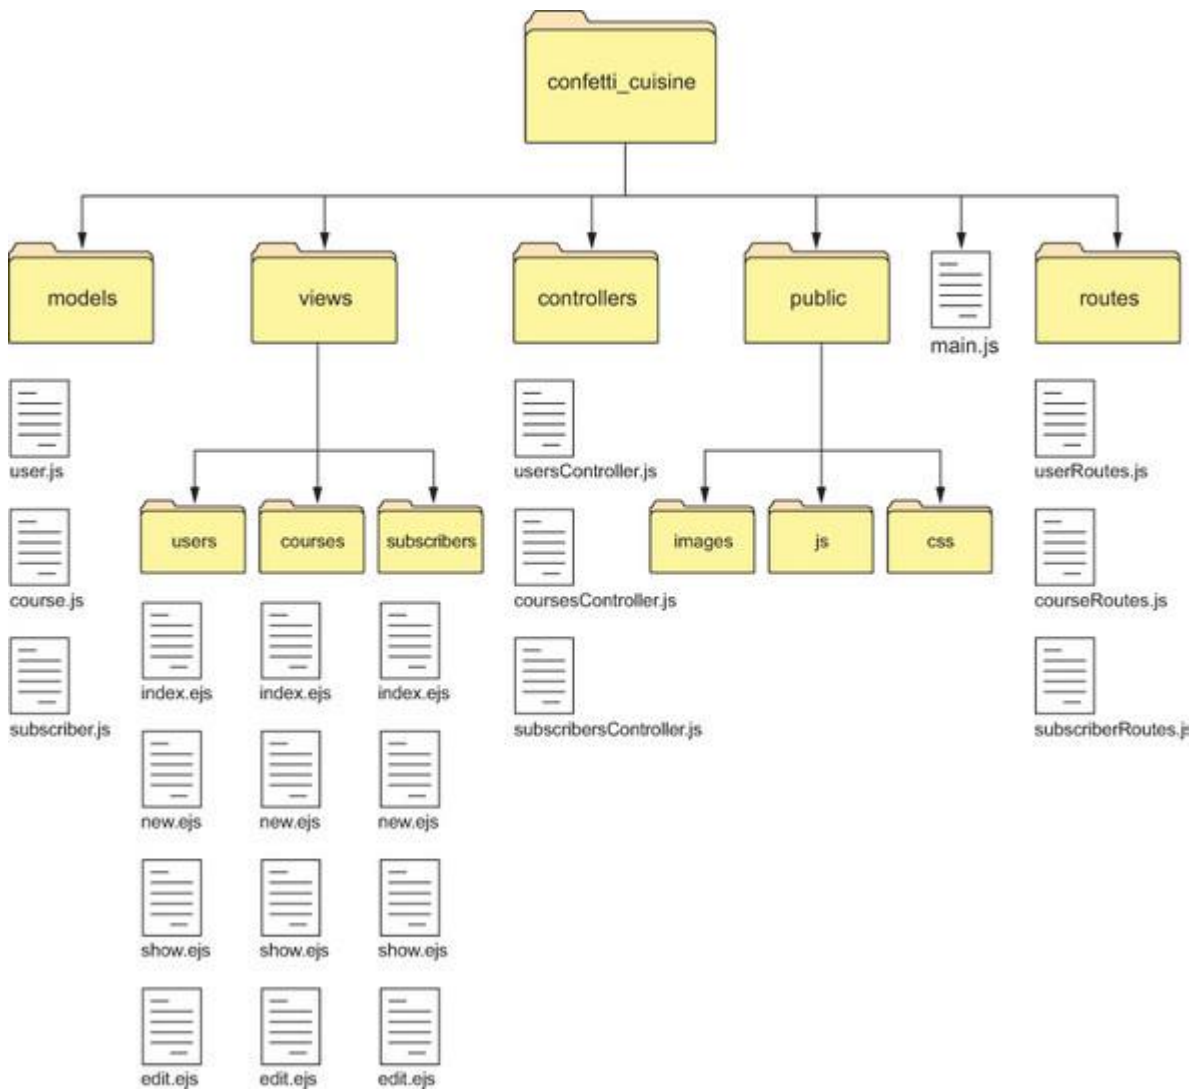 confetti_cuisine
models
views
controllers
public
main.js
routes
user.js
usersController.js
userRoutes.js
users
courses
subscribers
images
js
css
course.js
coursesController.js
courseRoutes.js
index.ejs
index.ejs
index.ejs
subscriber.js
subscribersController.js
subscriberRoutes.js
new.ejs
new.ejs
new.ejs
show.ejs
show.ejs
show.ejs
edit.ejs
edit.ejs
edit.ejs